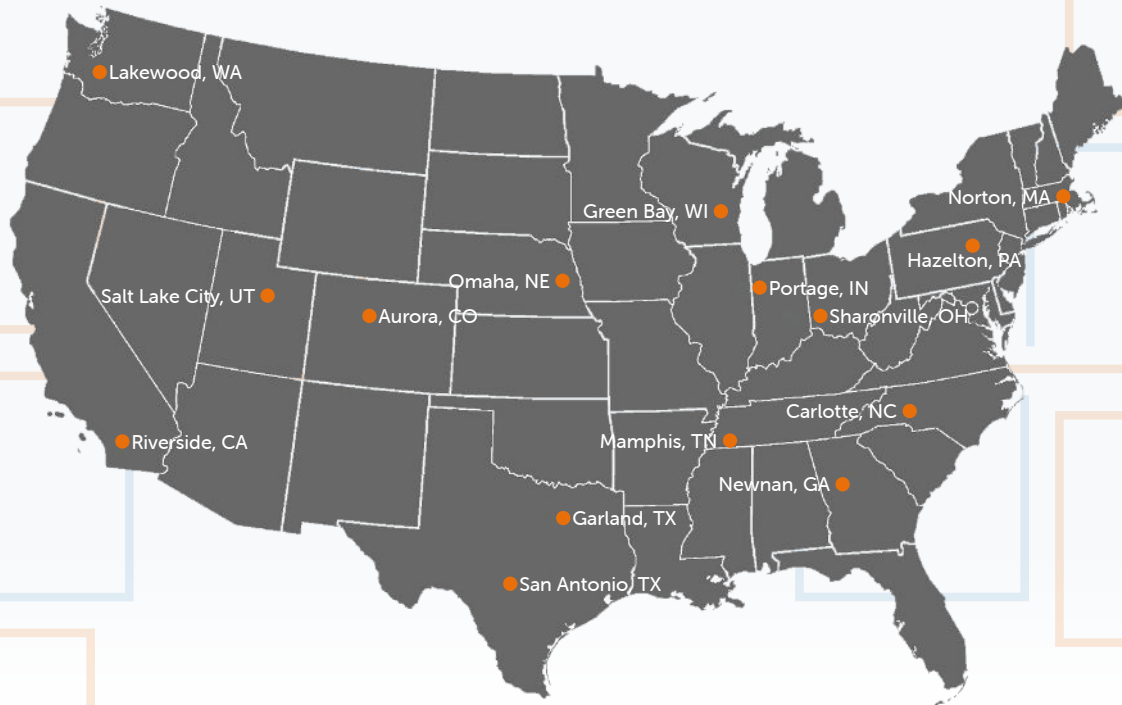 Lakewood, WA
Norton, MA
Green Bay, WI
Hazelton, PA
Omaha, NE
Portage, IN
Salt Lake City, UT
Aurora, CO
Sharonville, OH
Carlotte, NC
Riverside, CA
Mamphis, TN
Newnan, GA
Garland, TX
San Antonio, TX